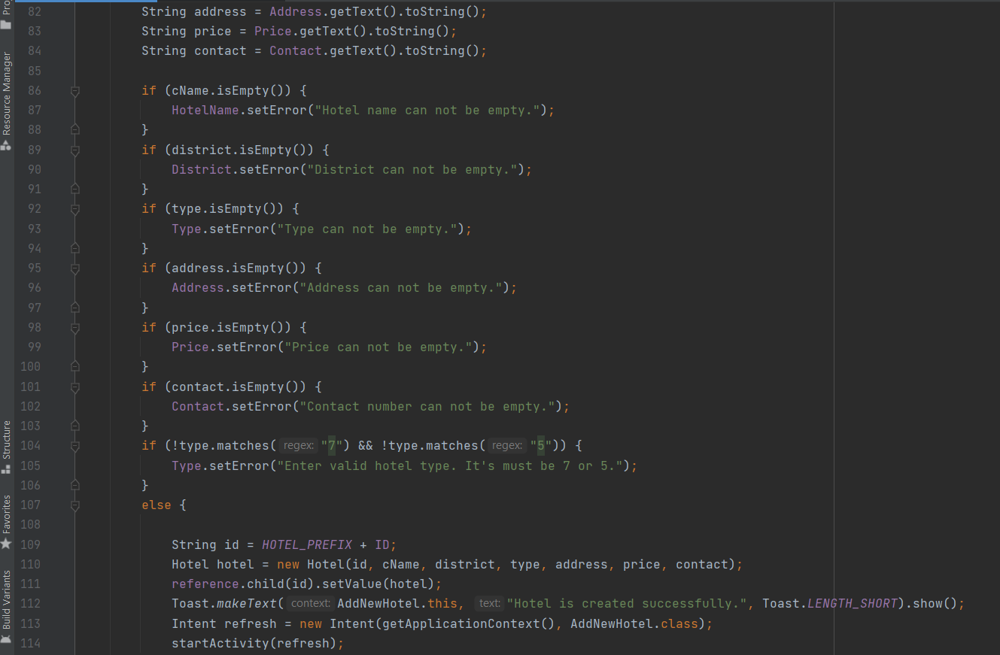 Pro
Resource Manager
Structure
Favorites
Build Variants
82 String address = Address.getText().toString();
83 String price = Price.getText().toString();
84 String contact = Contact.getText().toString();
85
86 if (cName.isEmpty()) {
87 HotelName.setError("Hotel name can not be empty.");
88 }
89 if (district.isEmpty()) {
90 District.setError("District can not be empty.");
91 }
92 if (type.isEmpty()) {
93 Type.setError("Type can not be empty.");
94 }
95 if (address.isEmpty()) {
96 Address.setError("Address can not be empty.");
97 }
98 if (price.isEmpty()) {
99 Price.setError("Price can not be empty.");
100 }
101 if (contact.isEmpty()) {
102 Contact.setError("Contact number can not be empty.");
103 }
104 if (!type.matches( regex: "7") && !type.matches( regex: "5")) {
105 Type.setError("Enter valid hotel type. It's must be 7 or 5.");
106 }
107 else {
108
109 String id = HOTEL_PREFIX + ID;
110 Hotel hotel = new Hotel(id, cName, district, type, address, price, contact);
111 reference.child(id).setValue(hotel);
112 Toast.makeText( context: AddNewHotel.this, text: "Hotel is created successfully.", Toast.LENGTH_SHORT).show();
113 Intent refresh = new Intent(getApplicationContext(), AddNewHotel.class);
114 startActivity(refresh);